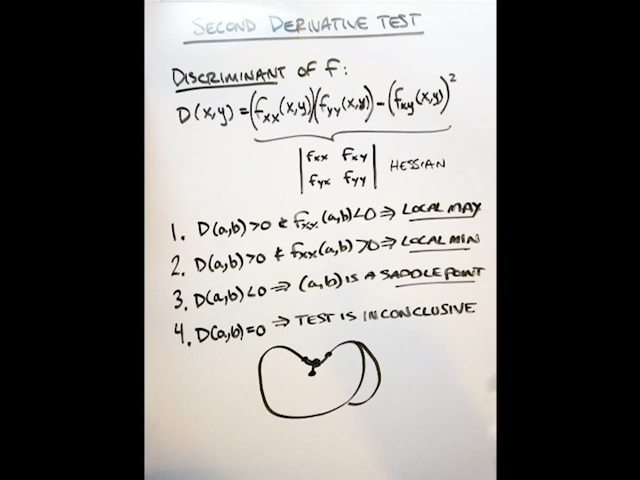 SECOND DERIVATIVE TEST
DISCRIMINANT OF f:
D(x,y) = (fxx(x,y))(fyy(x,y)) - (fxy(x,y))²
|fxx fxy|
HESSIAN
|fyx fyy|
1. D(a,b)>0 & fxx(a,b)<0 ⇒ LOCAL MAX
2. D(a,b)>0 & fxx(a,b)>0 ⇒ LOCAL MIN
3. D(a,b)<0 ⇒ (a,b) IS A SADDLE POINT
4. D(a,b)=0 ⇒ TEST IS INCONCLUSIVE